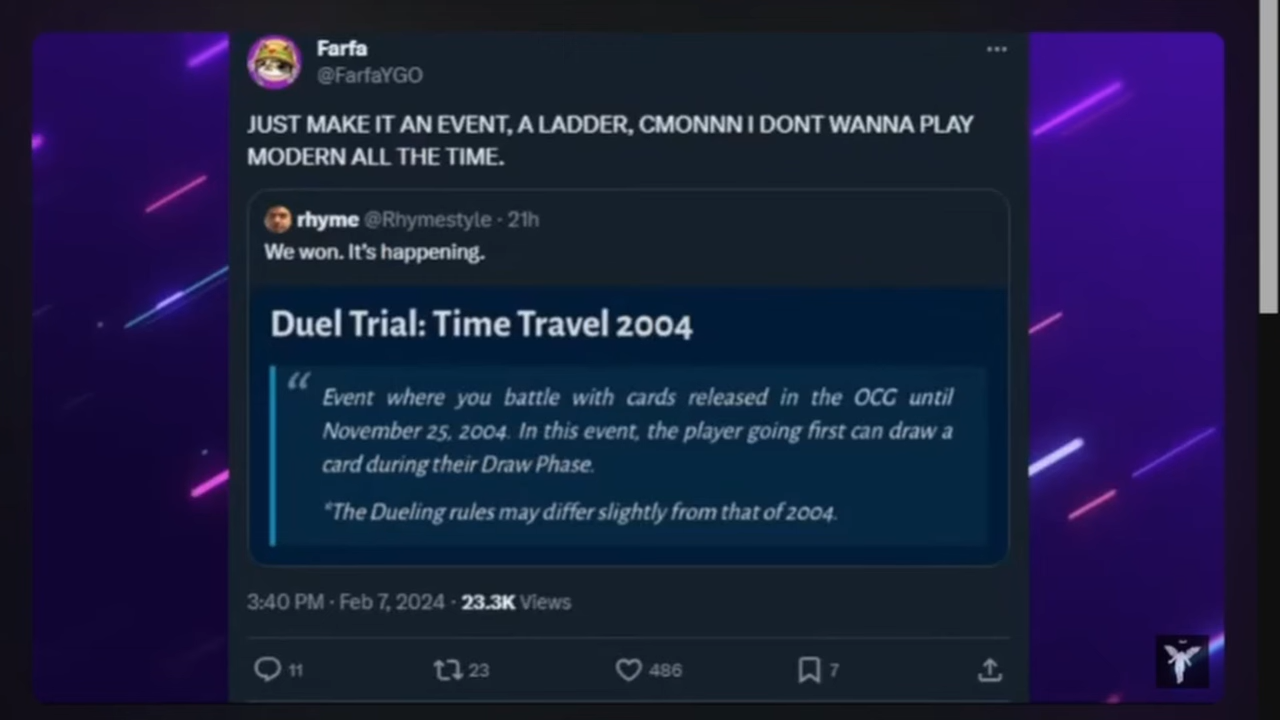 Farfa
@FarfaYGO
JUST MAKE IT AN EVENT, A LADDER, CMONNN I DONT WANNA PLAY
MODERN ALL THE TIME.
rhyme @Rhymestyle · 21h
We won. It's happening.
Duel Trial: Time Travel 2004
“ Event where you battle with cards released in the OCG until
November 25, 2004. In this event, the player going first can draw a
card during their Draw Phase.
*The Dueling rules may differ slightly from that of 2004.
3:40 PM · Feb 7, 2024 · 23.3K Views
11 23 486 7